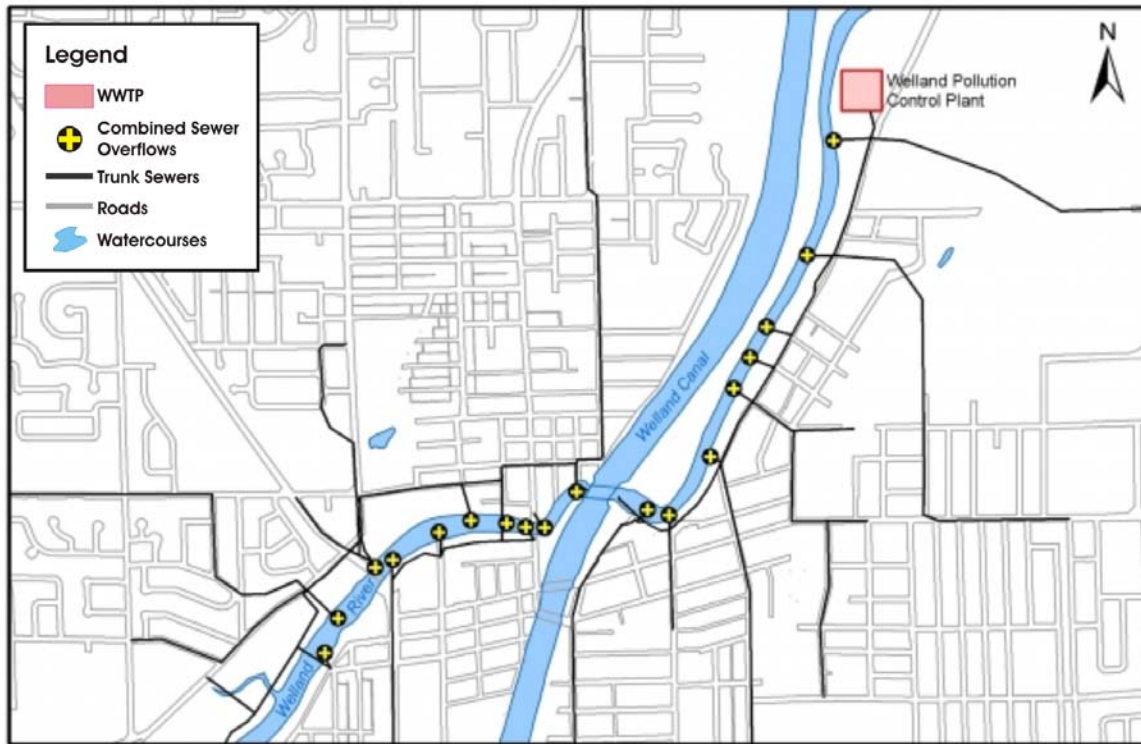 Legend
WWTP
Combined Sewer
Overflows
Trunk Sewers
Roads
Watercourses
N
Welland Pollution
Control Plant
Welland Canal
Welland River